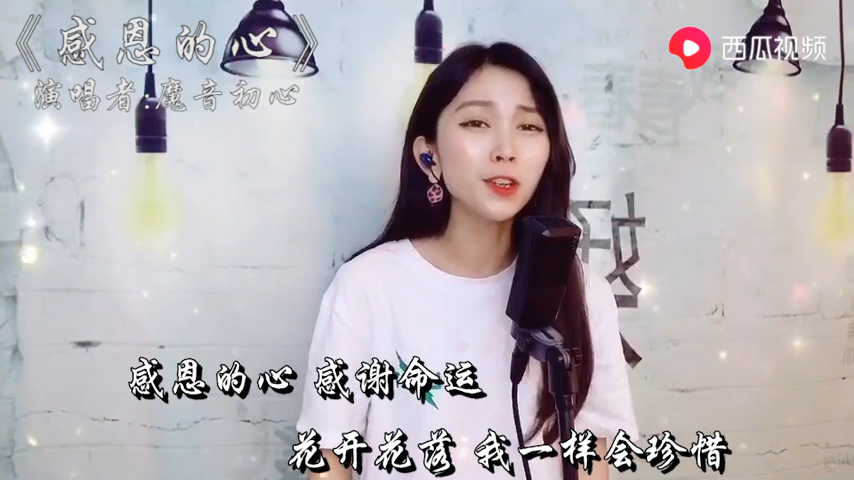 《感恩的心》
西瓜视频
演唱者:魔音初心
感恩的心 感谢命运
花开花落 我一样会珍惜